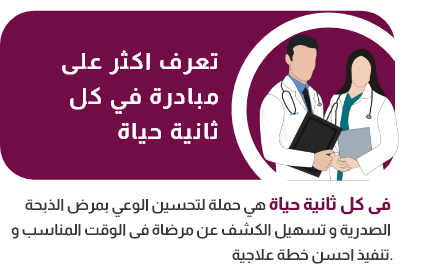 تعرف اكثر على
مبادرة في كل
ثانية حياة
فى كل ثانية حياة هي حملة لتحسين الوعي بمرض الذبحة
الصدرية و تسهيل الكشف عن مرضاة فى الوقت المناسب و
تنفيذ احسن خطة علاجية.